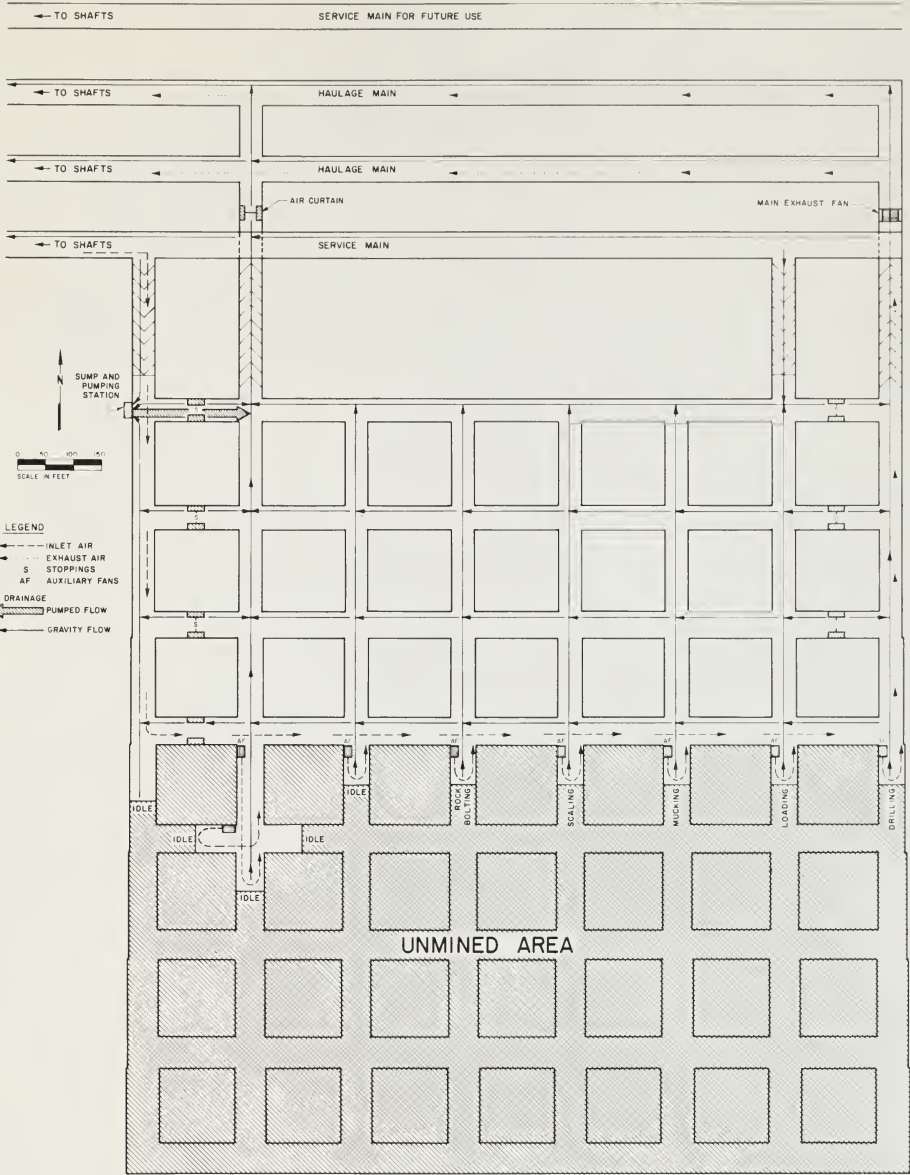 TO SHAFTS SERVICE MAIN FOR FUTURE USE
TO SHAFTS HAULAGE MAIN
TO SHAFTS HAULAGE MAIN
AIR CURTAIN
MAIN EXHAUST FAN
TO SHAFTS SERVICE MAIN
N
SUMP AND
PUMPING
STATION
S
0 50 100 150
SCALE IN FEET
S
LEGEND
INLET AIR
EXHAUST AIR
S STOPPINGS
AF AUXILIARY FANS
DRAINAGE
PUMPED FLOW
GRAVITY FLOW
S
AF AF AF AF AF AF
IDLE
IDLE
ROCK
BOLTING
SCALING
MUCKING
LOADING
DRILLING
IDLE
IDLE
IDLE
UNMINED AREA